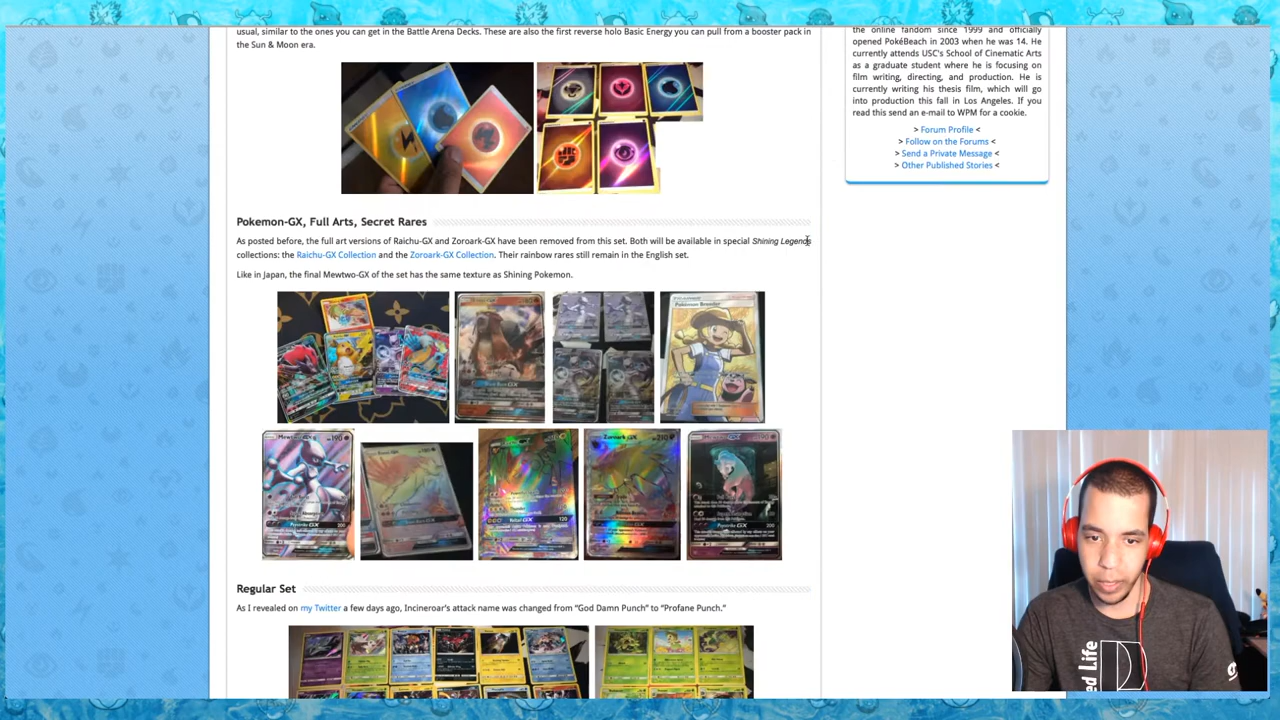 usual, similar to the ones you can get in the Battle Arena Decks. These are also the first reverse holo Basic Energy you can pull from a booster pack in
the Sun & Moon era.
Pokemon-GX, Full Arts, Secret Rares
As posted before, the full art versions of Raichu-GX and Zoroark-GX have been removed from this set. Both will be available in special Shining Legends
collections: the Raichu-GX Collection and the Zoroark-GX Collection. Their rainbow rares still remain in the English set.
Like in Japan, the final Mewtwo-GX of the set has the same texture as Shining Pokemon.
Pokémon Breeder
Mewtwo GX 190
Zoroark GX 210
Regular Set
As I revealed on my Twitter a few days ago, Incineroar's attack name was changed from "God Damn Punch" to "Profane Punch."
the online fandom since 1999 and officially
opened PokéBeach in 2003 when he was 14. He
currently attends USC's School of Cinematic Arts
as a graduate student where he is focusing on
film writing, directing, and production. He is
currently writing his thesis film, which will go
into production this fall in Los Angeles. If you
read this send an e-mail to WPM for a cookie.
> Forum Profile <
> Follow on the Forums <
> Send a Private Message <
> Other Published Stories <
ed Life